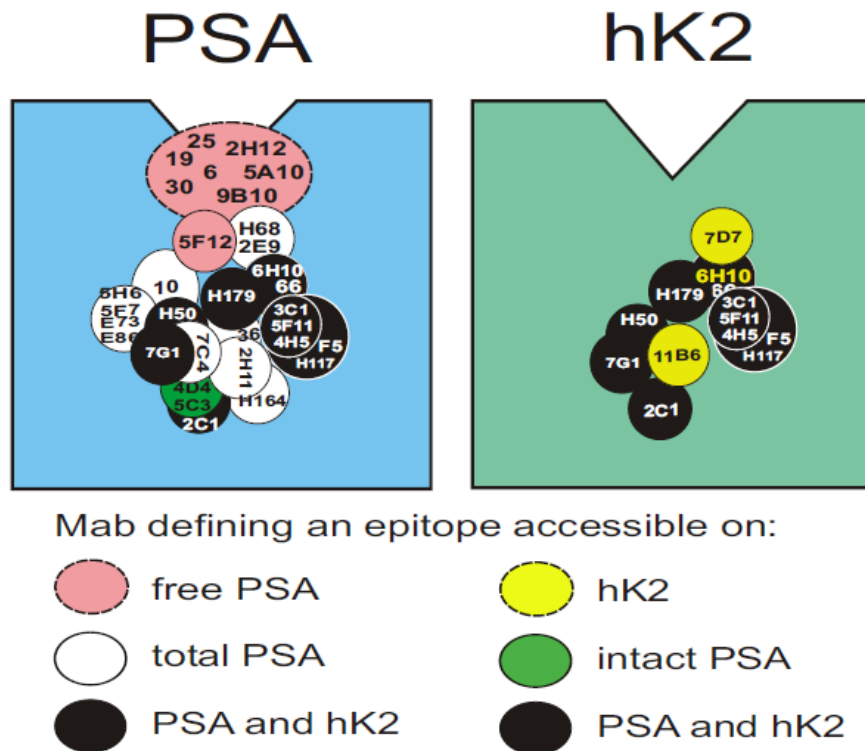 PSA
hK2
25
2H12
19
6
5A10
30
9B10
5F12
H68
2E9
6H10
66
10
H179
5H6
5E7
E73
E86
H50
3C1
5F11
4H5
F5
H117
7G1
7C4
36
2H11
4D4
5C3
H164
2C1
7D7
6H10
H179
3C1
5F11
4H5
F5
H117
H50
7G1
11B6
2C1
Mab defining an epitope accessible on:
free PSA
hK2
total PSA
intact PSA
PSA and hK2
PSA and hK2